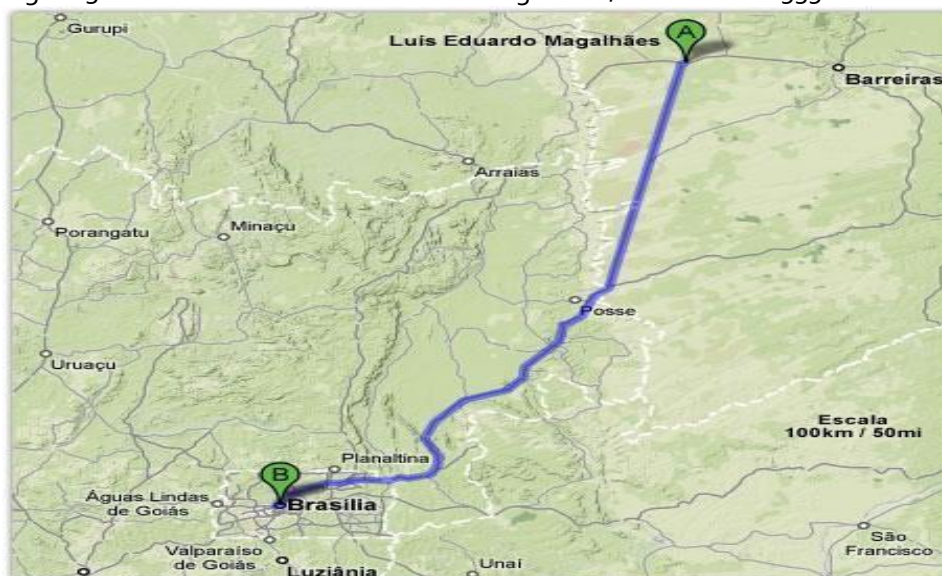 Gurupi
A
Luís Eduardo Magalhães
Barreiras
Arraias
Porangatu
Minaçu
Posse
Uruaçu
Escala
100km / 50mi
Planaltina
B
Águas Lindas
de Goiás
Brasilia
Valparaíso
de Goiás
São
Francisco
Luziânia
Unaí